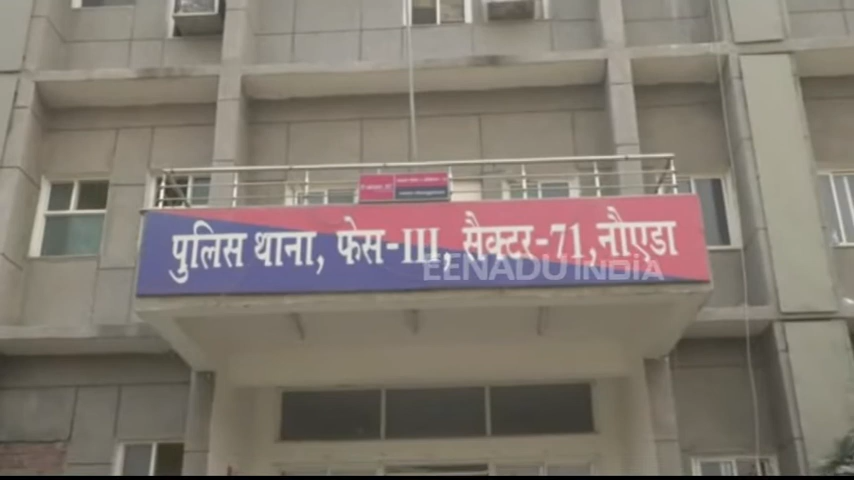 पुलिस थाना, फेस-III, सैक्टर-71, नौएडा
EENADU INDIA